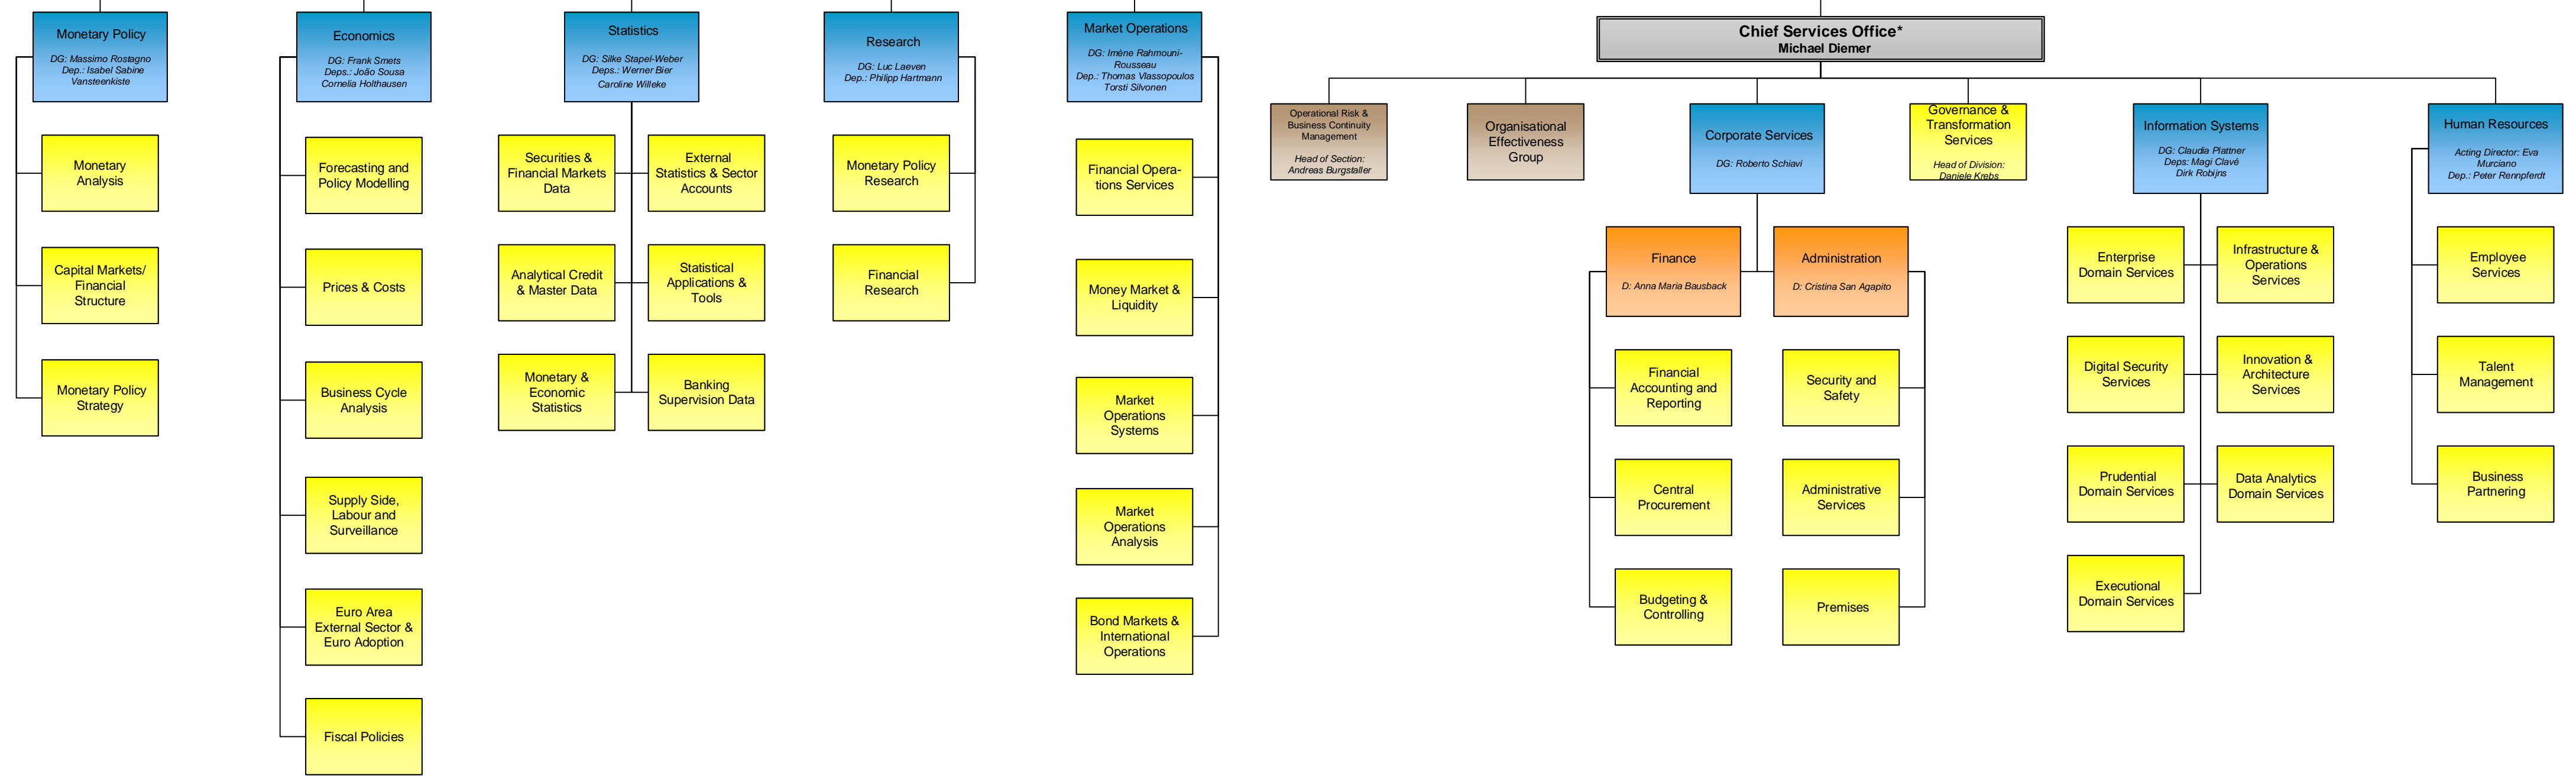 Monetary Policy
DG: Massimo Rostagno
Dep.: Isabel Sabine
Vansteenkiste
Monetary
Analysis
Capital Markets/
Financial
Structure
Monetary Policy
Strategy
Economics
DG: Frank Smets
Deps.: João Sousa
Cornelia Holthausen
Forecasting and
Policy Modelling
Prices & Costs
Business Cycle
Analysis
Supply Side,
Labour and
Surveillance
Euro Area
External Sector &
Euro Adoption
Fiscal Policies
Statistics
DG: Silke Stapel-Weber
Deps.: Werner Bier
Caroline Willeke
Securities &
Financial Markets
Data
External
Statistics & Sector
Accounts
Analytical Credit
& Master Data
Statistical
Applications &
Tools
Monetary &
Economic
Statistics
Banking
Supervision Data
Research
DG: Luc Laeven
Dep.: Philipp Hartmann
Monetary Policy
Research
Financial
Research
Market Operations
DG: Imène Rahmouni-
Rousseau
Dep.: Thomas Vlassopoulos
Torsti Silvonen
Financial Opera-
tions Services
Money Market &
Liquidity
Market
Operations
Systems
Market
Operations
Analysis
Bond Markets &
International
Operations
Chief Services Office*
Michael Diemer
Operational Risk &
Business Continuity
Management
Head of Section:
Andreas Burgstaller
Organisational
Effectiveness
Group
Corporate Services
DG: Roberto Schiavi
Finance
D: Anna Maria Bausback
Financial
Accounting and
Reporting
Central
Procurement
Budgeting &
Controlling
Administration
D: Cristina San Agapito
Security and
Safety
Administrative
Services
Premises
Governance &
Transformation
Services
Head of Division:
Daniele Krebs
Information Systems
DG: Claudia Plattner
Deps: Magí Clavé
Dirk Robijns
Enterprise
Domain Services
Infrastructure &
Operations
Services
Digital Security
Services
Innovation &
Architecture
Services
Prudential
Domain Services
Data Analytics
Domain Services
Executional
Domain Services
Human Resources
Acting Director: Eva
Murciano
Dep.: Peter Rennpferdt
Employee
Services
Talent
Management
Business
Partnering